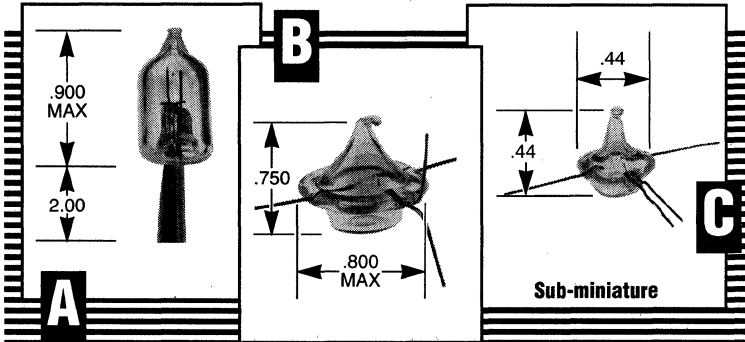 A
.900
MAX
2.00
B
.750
.800
MAX
C
.44
.44
Sub-miniature